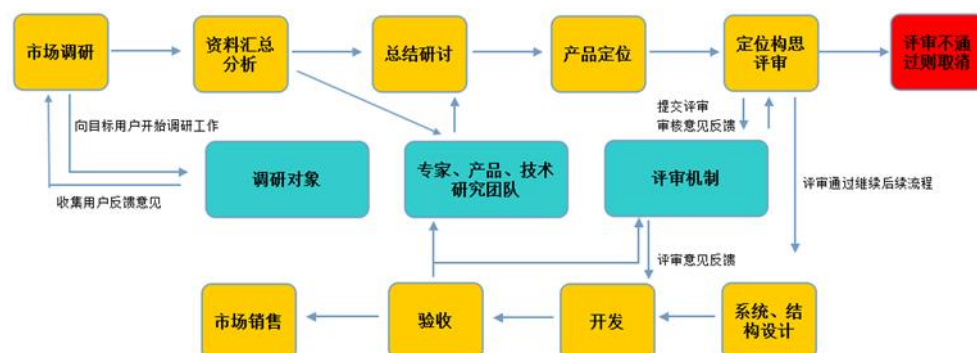 市场调研
资料汇总
分析
总结研讨
产品定位
定位构思
评审
评审不通
过则取消
提交评审
审核意见反馈
向目标用户开始调研工作
调研对象
专家、产品、技术
研究团队
评审机制
评审通过继续后续流程
收集用户反馈意见
评审意见反馈
市场销售
验收
开发
系统、结
构设计